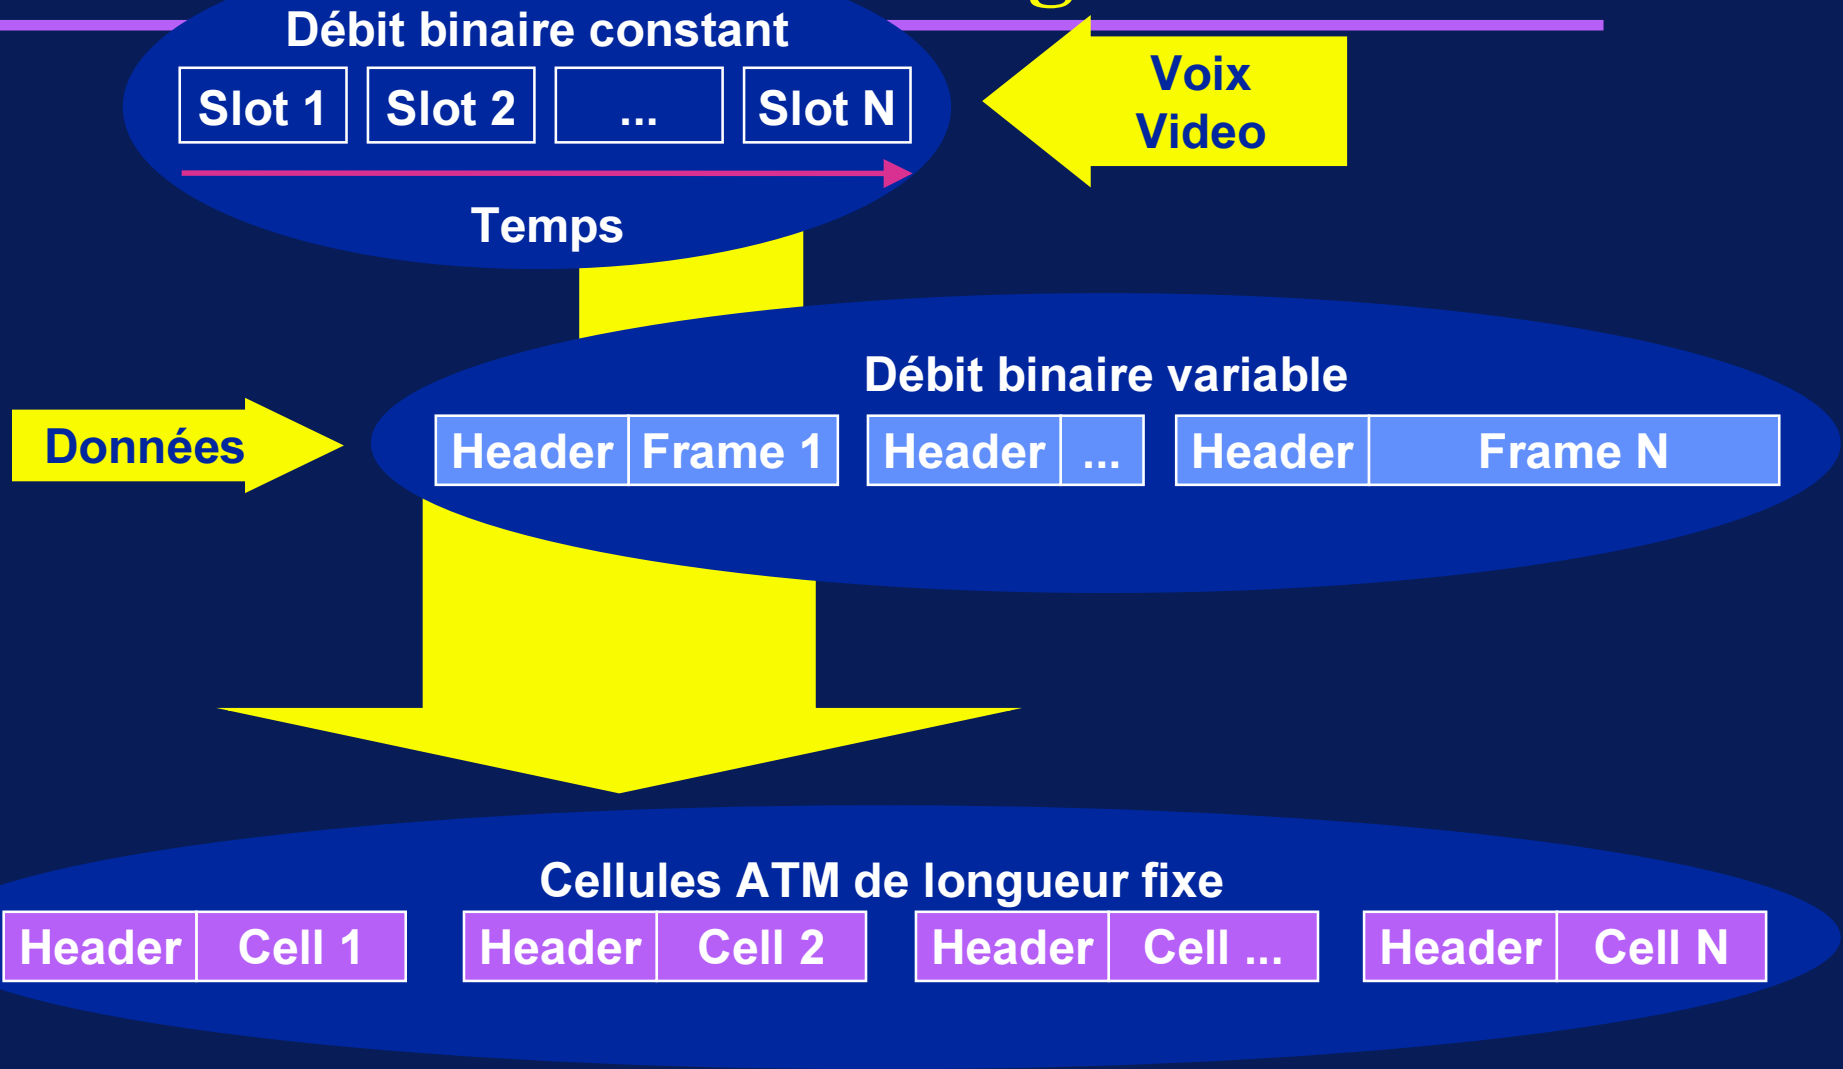 Débit binaire constant
Slot 1 Slot 2 ... Slot N
Temps
Voix
Video
Débit binaire variable
Données
Header Frame 1 Header ... Header Frame N
Cellules ATM de longueur fixe
Header Cell 1 Header Cell 2 Header Cell ... Header Cell N